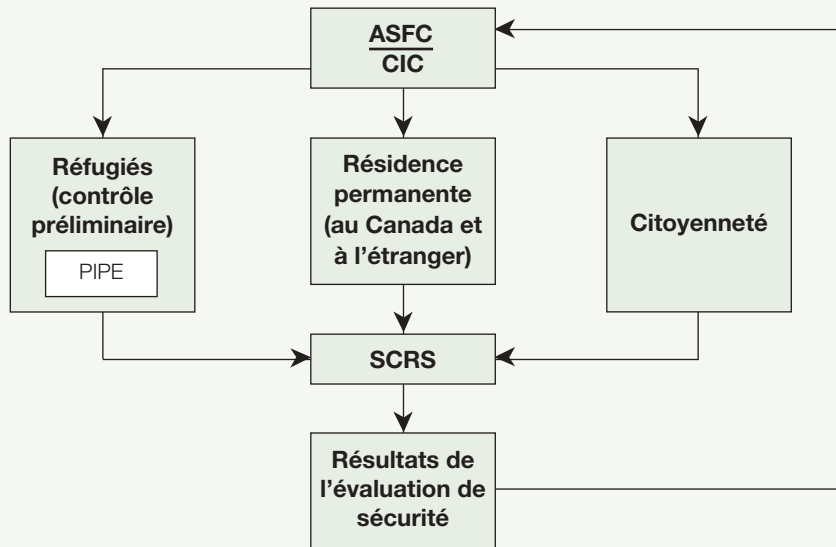 ASFC
CIC
Réfugiés
(contrôle
préliminaire)
PIPE
Résidence
permanente
(au Canada et
à l'étranger)
Citoyenneté
SCRS
Résultats de
l'évaluation de
sécurité